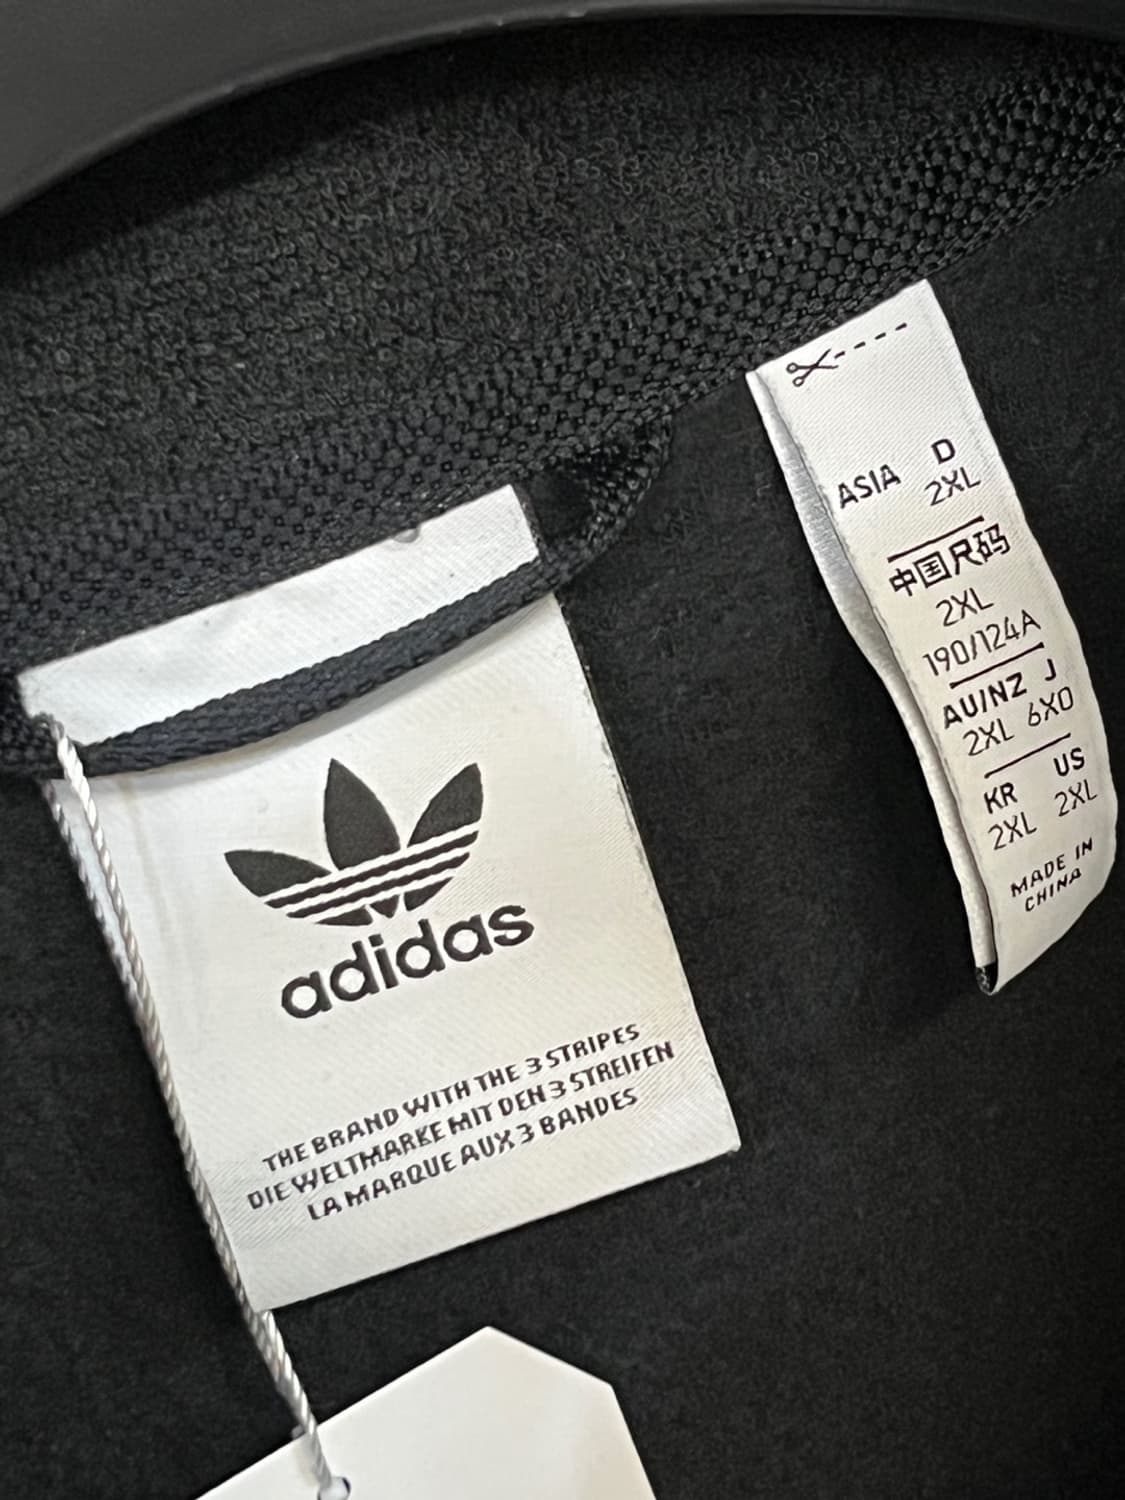 adidas
THE BRAND WITH THE 3 STRIPES
DIE WELTMARKE MIT DEN 3 STREIFEN
LA MARQUE AUX 3 BANDES
ASIA D
2XL
中国尺码
2XL
190/124A
AU/NZ J
2XL 6XO
KR US
2XL 2XL
MADE IN
CHINA